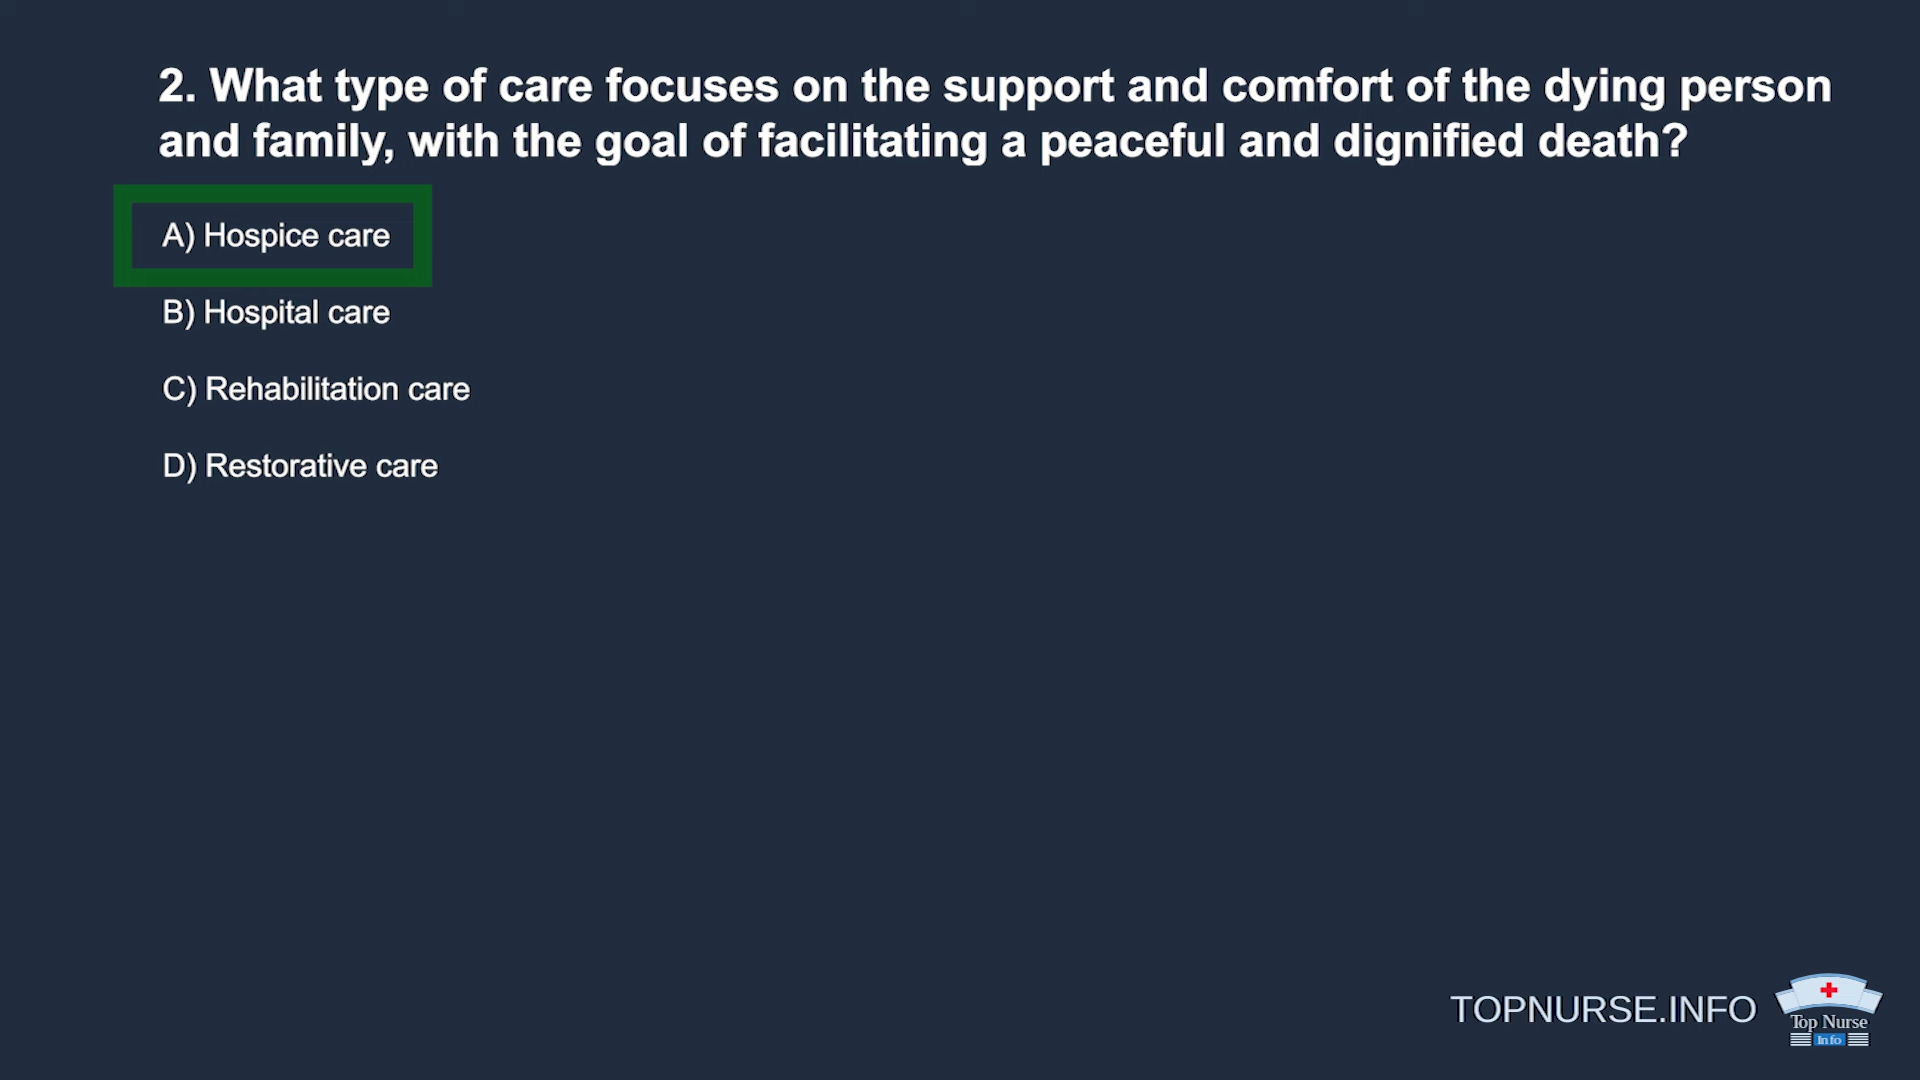 2. What type of care focuses on the support and comfort of the dying person
and family, with the goal of facilitating a peaceful and dignified death?
A) Hospice care
B) Hospital care
C) Rehabilitation care
D) Restorative care
TOPNURSE.INFO
Top Nurse
Info